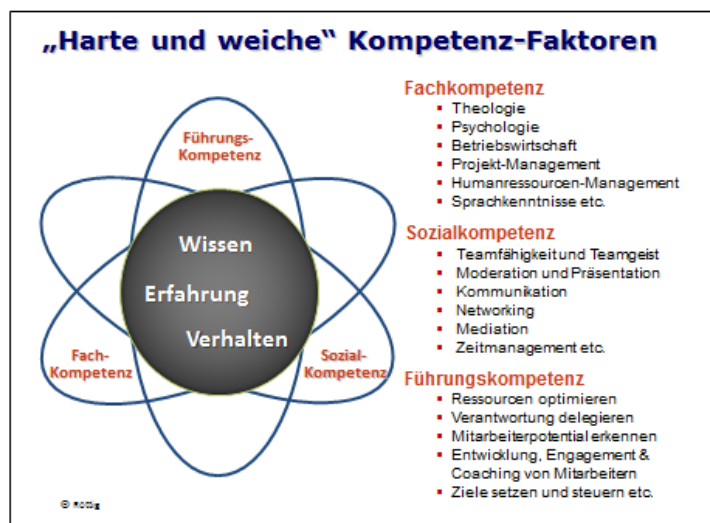 „Harte und weiche“ Kompetenz-Faktoren
Führungs-
Kompetenz
Wissen
Erfahrung
Verhalten
Fach-
Kompetenz
Sozial-
Kompetenz
Fachkompetenz
Theologie
Psychologie
Betriebswirtschaft
Projekt-Management
Humanressourcen-Management
Sprachkenntnisse etc.
Sozialkompetenz
Teamfähigkeit und Teamgeist
Moderation und Präsentation
Kommunikation
Networking
Mediation
Zeitmanagement etc.
Führungskompetenz
Ressourcen optimieren
Verantwortung delegieren
Mitarbeiterpotential erkennen
Entwicklung, Engagement &
Coaching von Mitarbeitern
Ziele setzen und steuern etc.
©